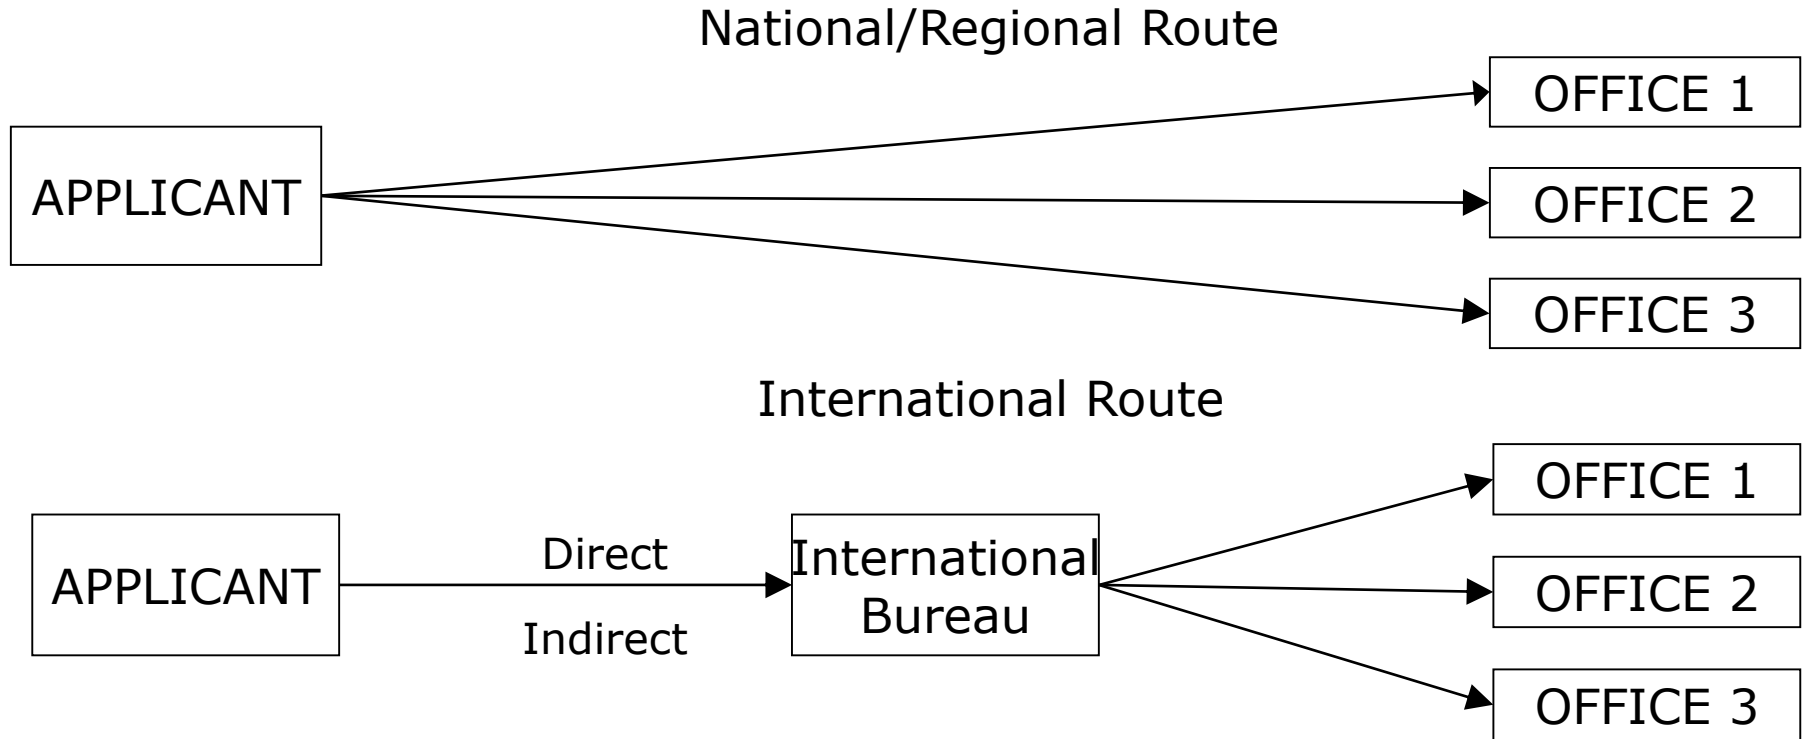 National/Regional Route
OFFICE 1
APPLICANT
OFFICE 2
OFFICE 3
International Route
OFFICE 1
Direct
International
Bureau
APPLICANT
OFFICE 2
Indirect
OFFICE 3